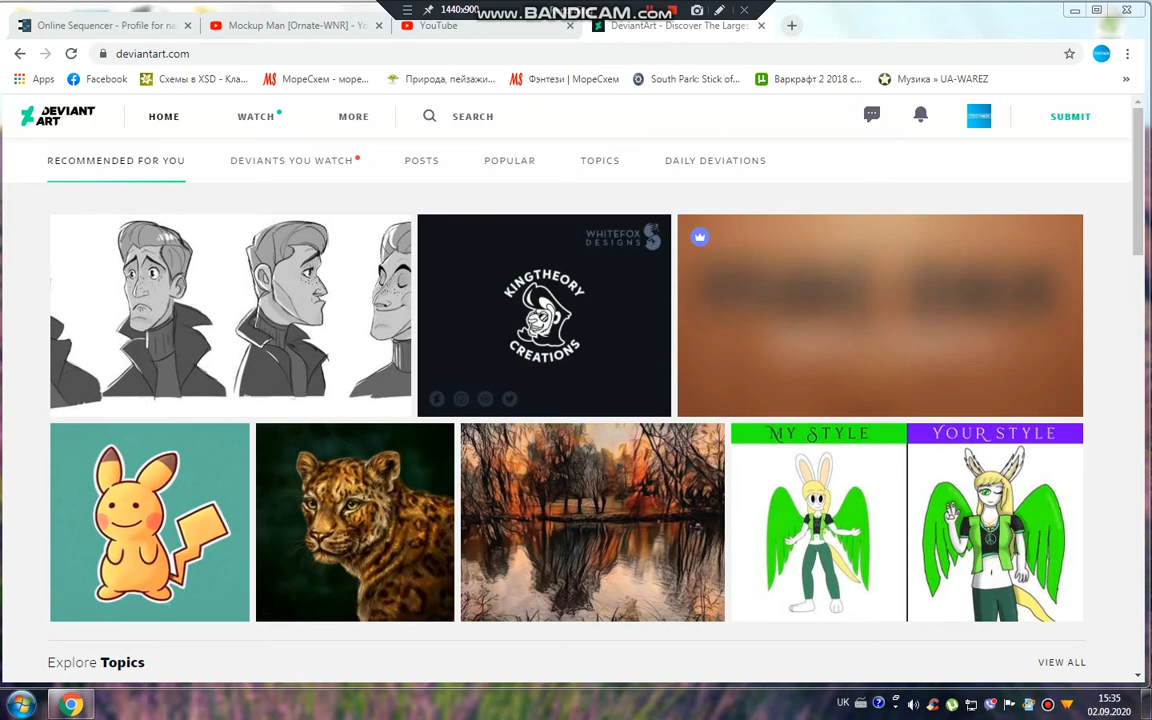 1440x900
www.BANDICAM.com
Online Sequencer - Profile for na
Mockup Man [Ornate-WNR] - Yo
YouTube
DeviantArt - Discover The Larges
deviantart.com
Apps
Facebook
Схемы в XSD - Кла...
МореСхем - море...
Природа, пейзажи...
Фэнтези | МореСхем
South Park: Stick of...
Варкрафт 2 2018 с...
Музика » UA-WAREZ
DEVIANT
ART
HOME
WATCH
MORE
SEARCH
SUBMIT
RECOMMENDED FOR YOU
DEVIANTS YOU WATCH
POSTS
POPULAR
TOPICS
DAILY DEVIATIONS
WHITEFOX
DESIGNS
KINGTHEORY
CREATIONS
MY STYLE
YOUR STYLE
Explore Topics
VIEW ALL
UK
15:35
02.09.2020